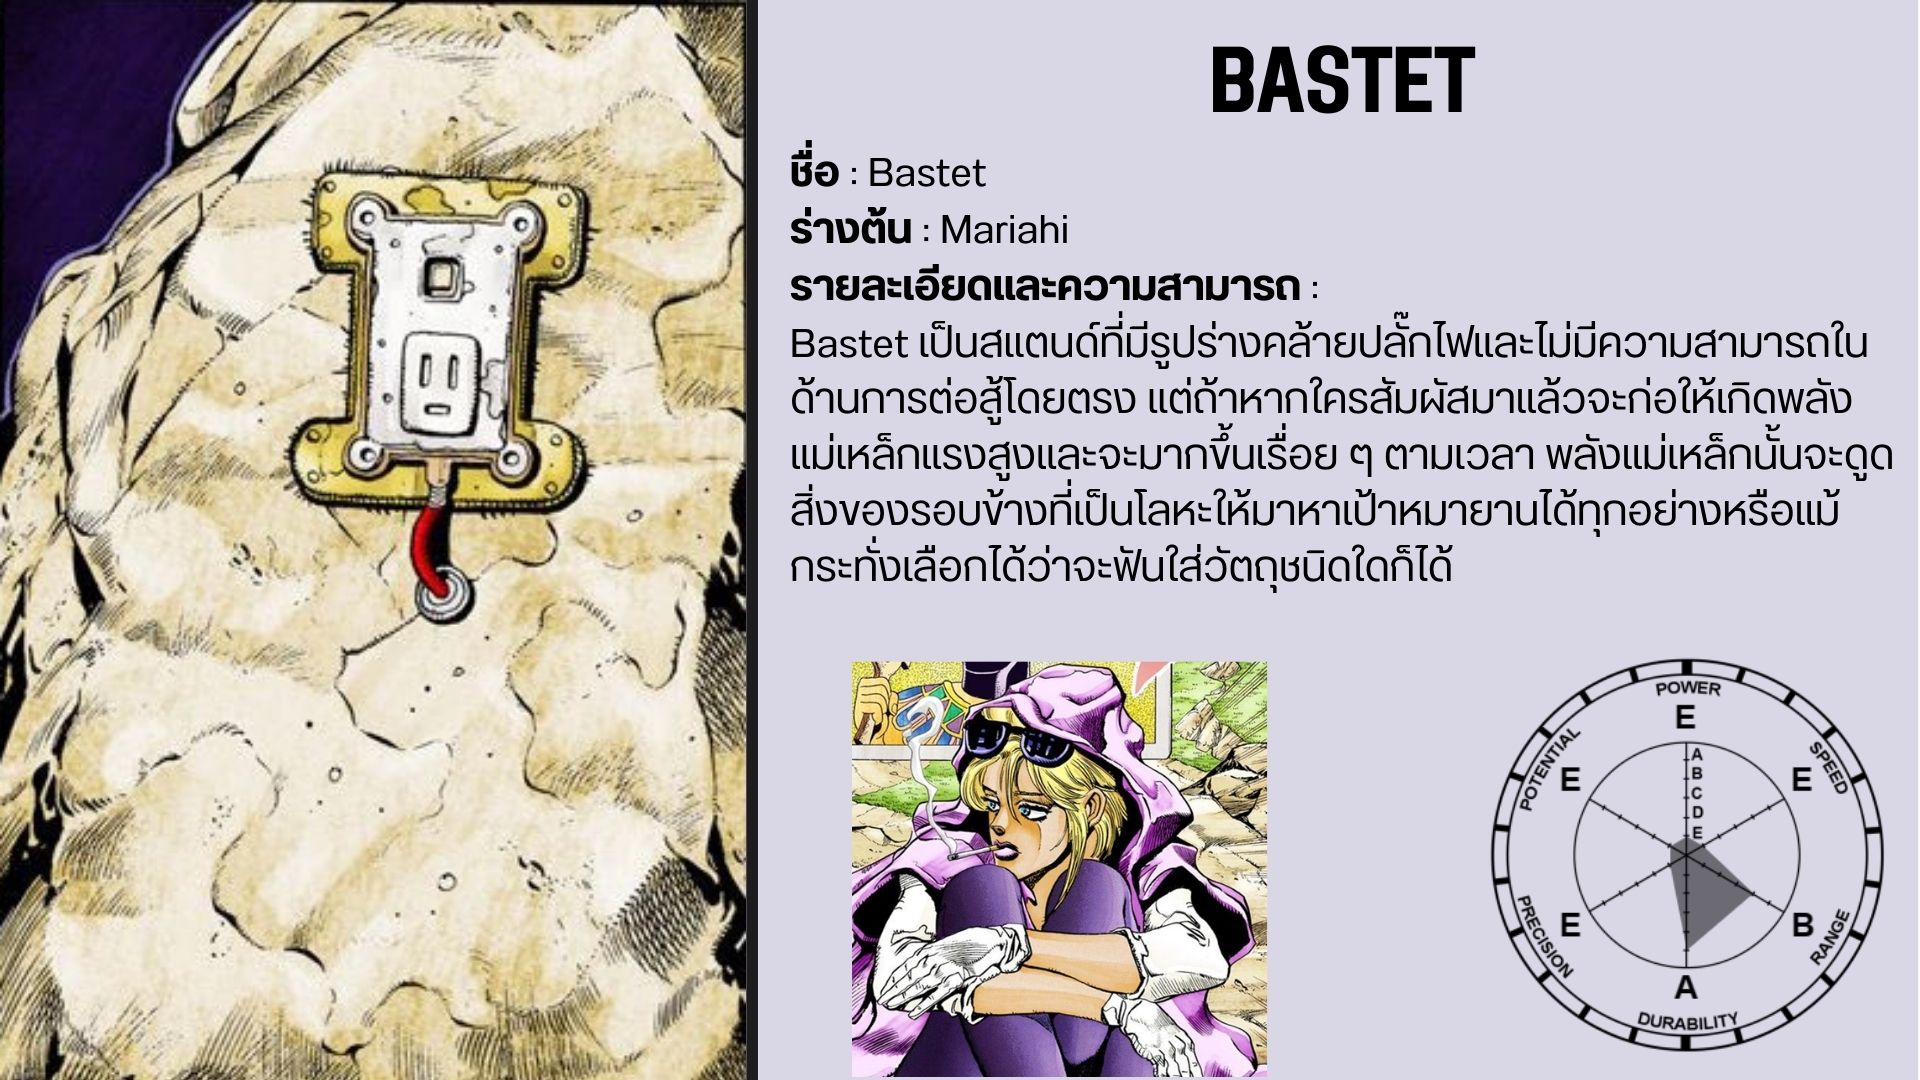 BASTET
ชื่อ : Bastet
ร่างต้น : Mariahi
รายละเอียดและความสามารถ :
Bastet เป็นสแตนด์ที่มีรูปร่างคล้ายปลั๊กไฟและไม่มีความสามารถใน
ด้านการต่อสู้โดยตรง แต่ถ้าหากใครสัมผัสมาแล้วจะก่อให้เกิดพลัง
แม่เหล็กแรงสูงและจะมากขึ้นเรื่อย ๆ ตามเวลา พลังแม่เหล็กนั้นจะดูด
สิ่งของรอบข้างที่เป็นโลหะให้มาหาเป้าหมายานได้ทุกอย่างหรือแม้
กระทั่งเลือกได้ว่าจะฟันใส่วัตถุชนิดใดก็ได้
POWER
E
POTENTIAL
E
SPEED
E
A
B
C
D
E
PRECISION
E
RANGE
B
A
DURABILITY